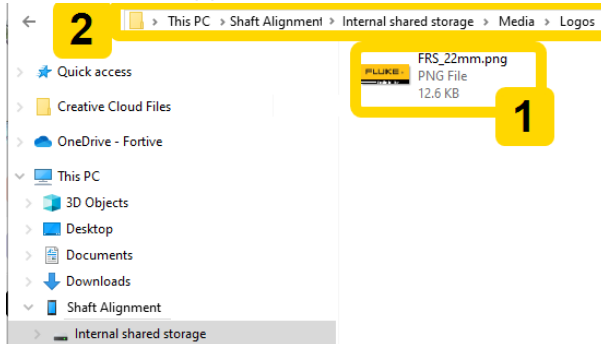 2
This PC > Shaft Alignment > Internal shared storage > Media > Logos
FLUKE
FRS_22mm.png
PNG File
12.6 KB
1
Quick access
Creative Cloud Files
OneDrive - Fortive
This PC
3D Objects
Desktop
Documents
Downloads
Shaft Alignment
Internal shared storage